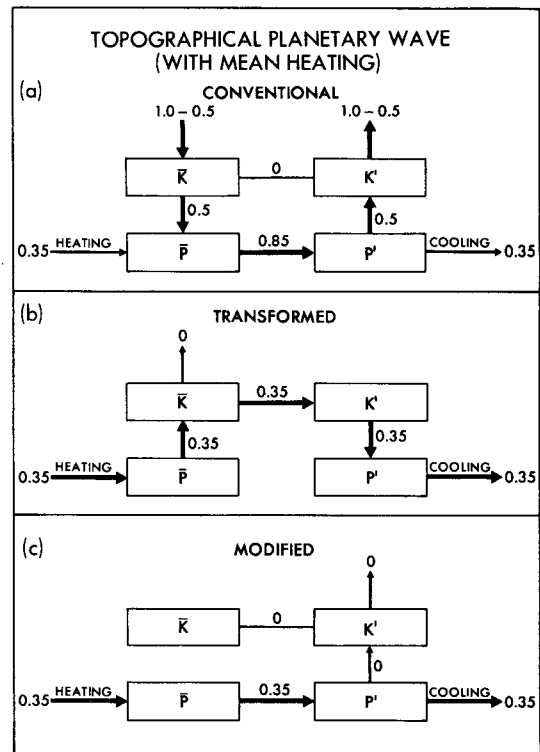 TOPOGRAPHICAL PLANETARY WAVE
(WITH MEAN HEATING)
(a)
CONVENTIONAL
1.0 – 0.5 1.0 – 0.5
K̄ 0 K'
0.5 0.5
0.35 HEATING P̄ 0.85 P' COOLING 0.35
(b)
TRANSFORMED
0
K̄ 0.35 K'
0.35 0.35
0.35 HEATING P̄ P' COOLING 0.35
(c)
MODIFIED
0
K̄ 0 K'
0
0.35 HEATING P̄ 0.35 P' COOLING 0.35